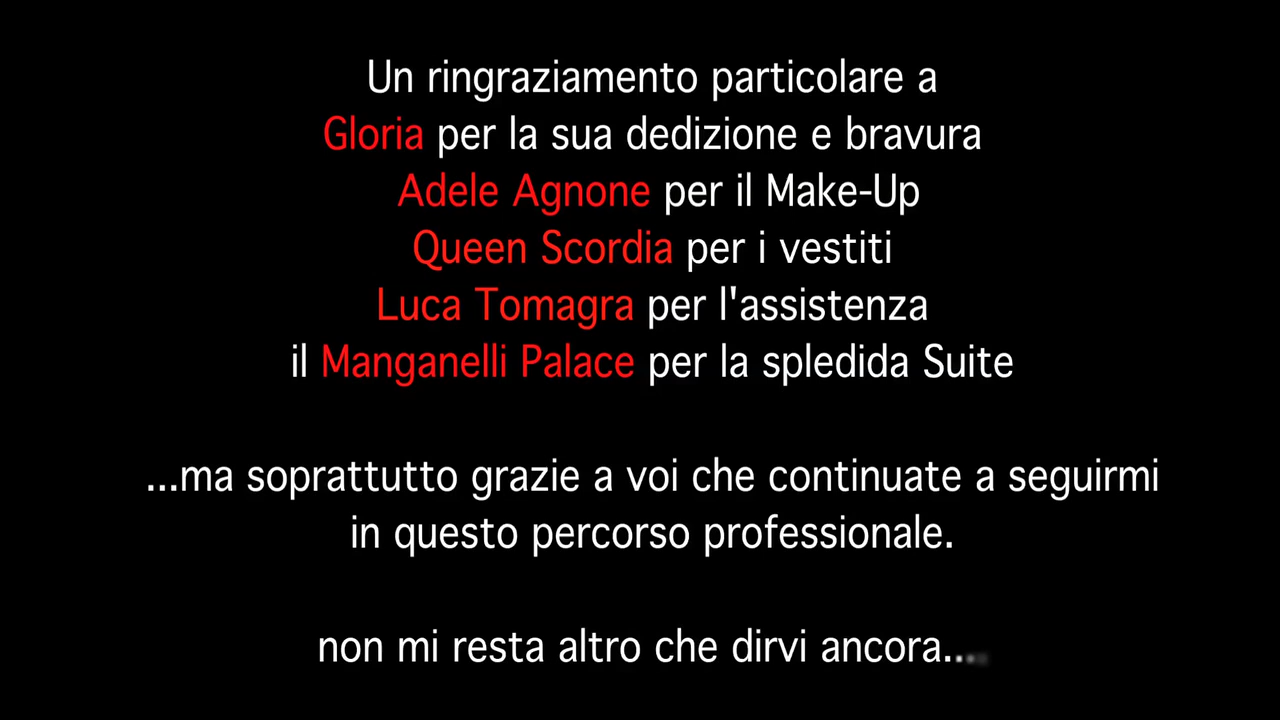 Un ringraziamento particolare a
Gloria per la sua dedizione e bravura
Adele Agnone per il Make-Up
Queen Scordia per i vestiti
Luca Tomagra per l'assistenza
il Manganelli Palace per la spledida Suite
...ma soprattutto grazie a voi che continuate a seguirmi
in questo percorso professionale.
non mi resta altro che dirvi ancora....